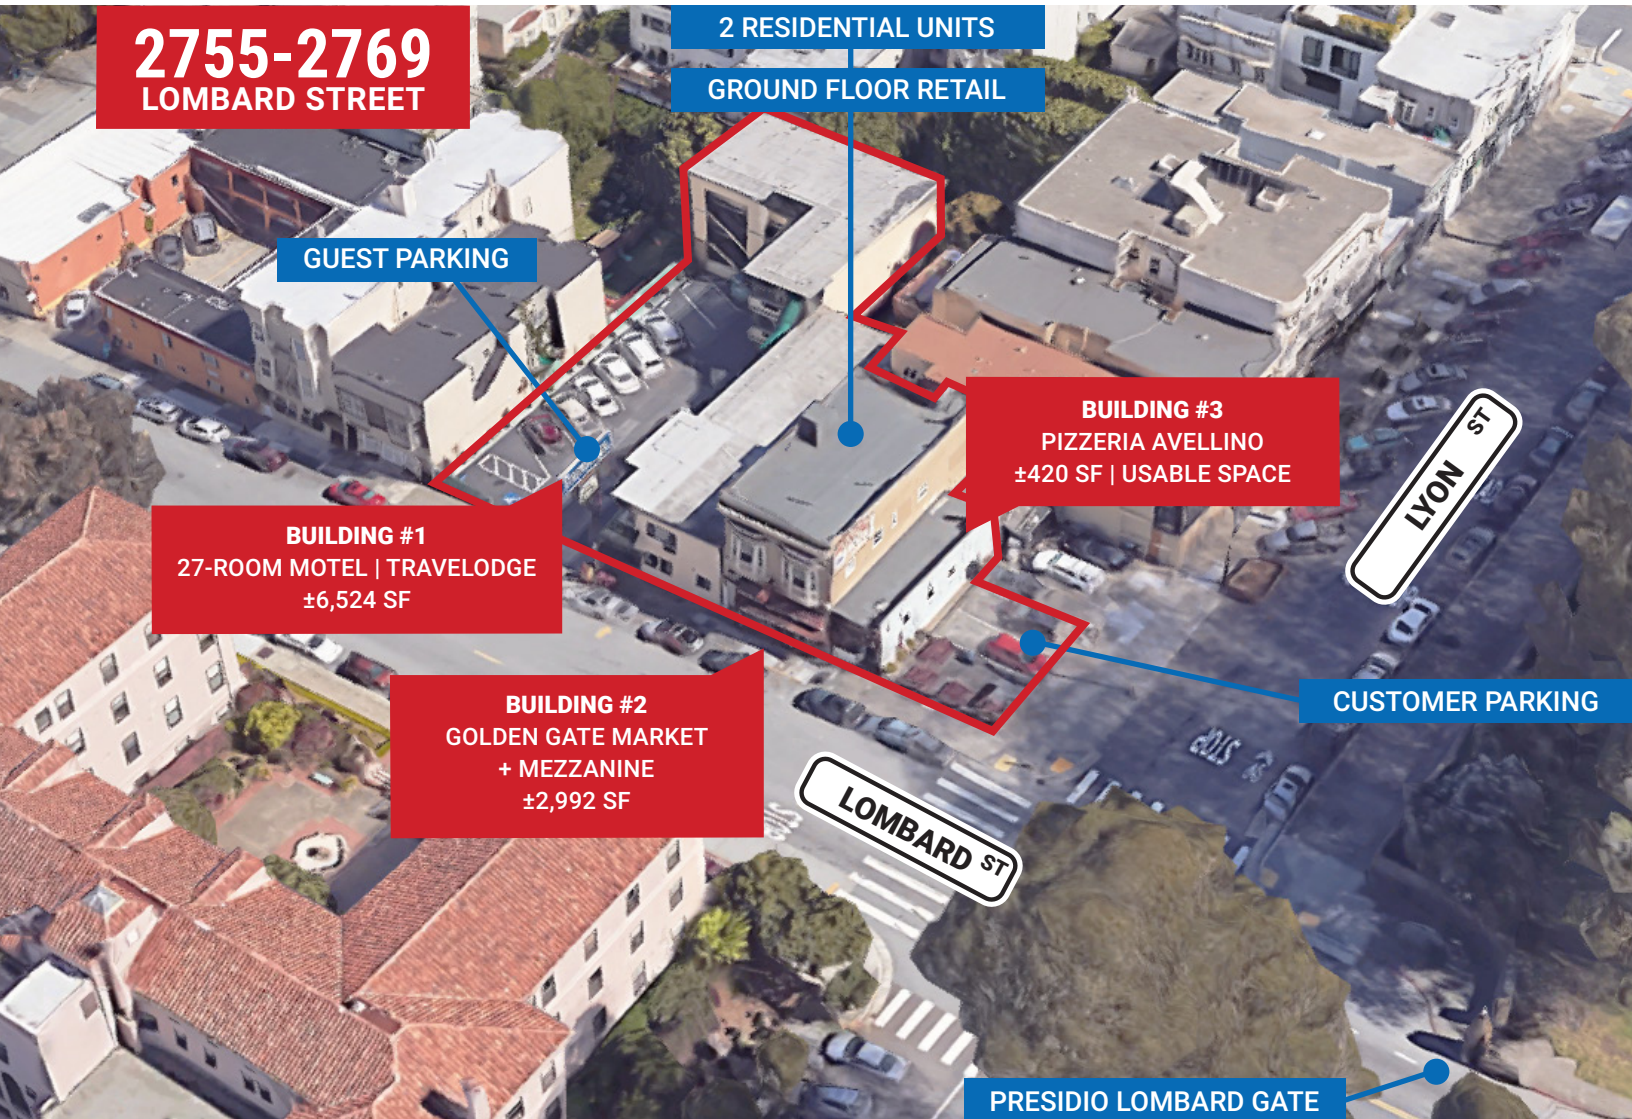 2755-2769
LOMBARD STREET
2 RESIDENTIAL UNITS
GROUND FLOOR RETAIL
GUEST PARKING
BUILDING #3
PIZZERIA AVELLINO
±420 SF | USABLE SPACE
LYON ST
BUILDING #1
27-ROOM MOTEL | TRAVELODGE
±6,524 SF
BUILDING #2
GOLDEN GATE MARKET
+ MEZZANINE
±2,992 SF
CUSTOMER PARKING
STOP
LOMBARD ST
PRESIDIO LOMBARD GATE